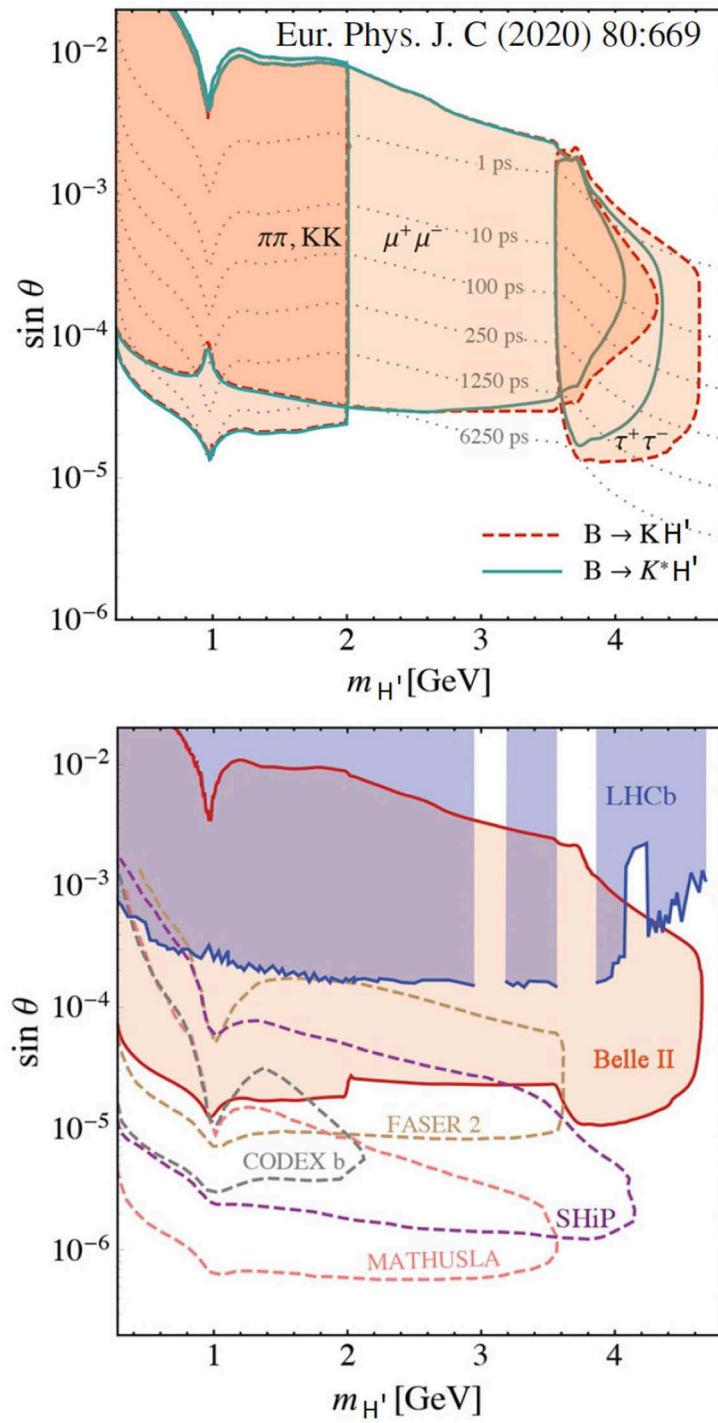 Eur. Phys. J. C (2020) 80:669
10⁻²
10⁻³
10⁻⁴
10⁻⁵
10⁻⁶
sin θ
ππ, KK
μ⁺μ⁻
τ⁺τ⁻
1 ps
10 ps
100 ps
250 ps
1250 ps
6250 ps
B → KH'
B → K*H'
1 2 3 4
m_H' [GeV]
10⁻²
10⁻³
10⁻⁴
10⁻⁵
10⁻⁶
sin θ
LHCb
Belle II
FASER 2
CODEX b
SHiP
MATHUSLA
1 2 3 4
m_H' [GeV]